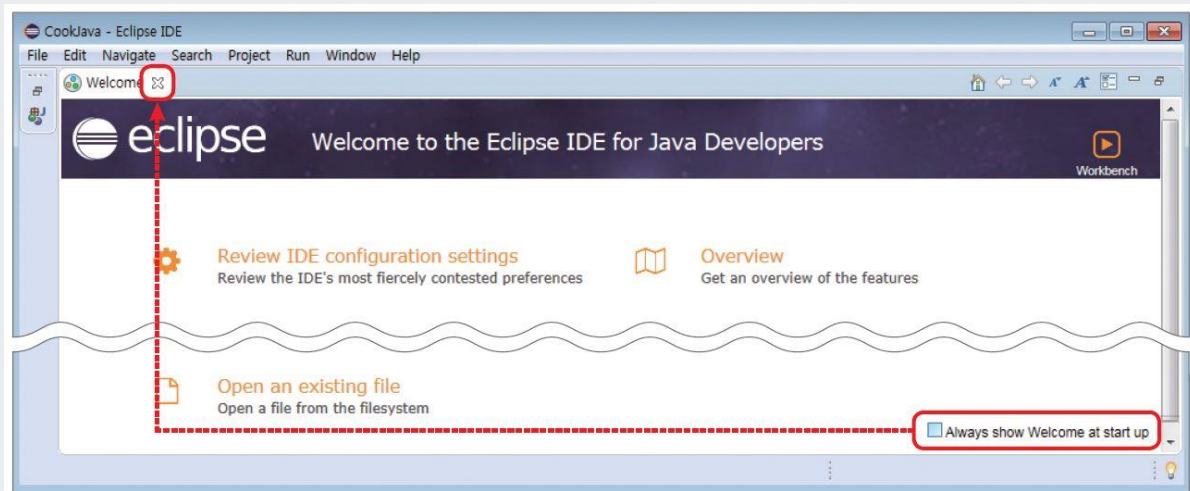 CookJava - Eclipse IDE
File Edit Navigate Search Project Run Window Help
Welcome
eclipse Welcome to the Eclipse IDE for Java Developers
Workbench
Review IDE configuration settings
Review the IDE's most fiercely contested preferences
Overview
Get an overview of the features
Open an existing file
Open a file from the filesystem
Always show Welcome at start up